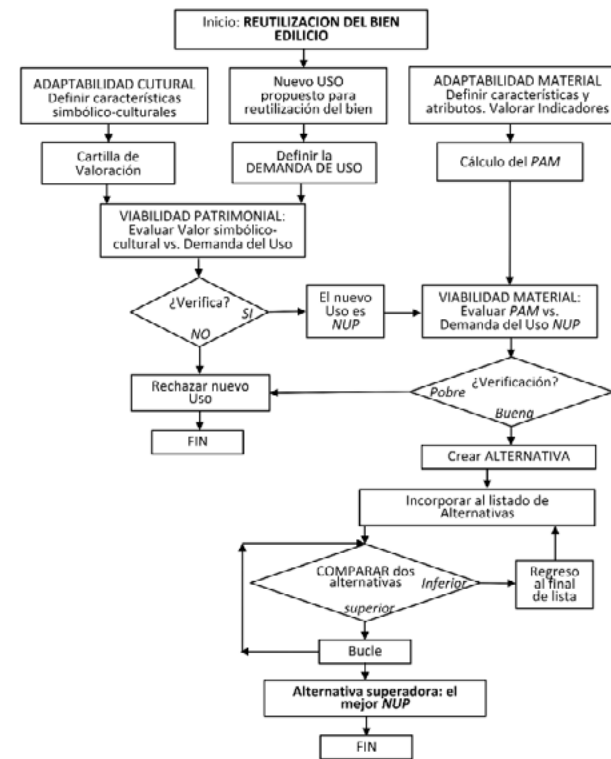 Inicio: REUTILIZACION DEL BIEN
EDILICIO
ADAPTABILIDAD CUTURAL
Definir características
simbólico-culturales
Nuevo USO
propuesto para
reutilización del bien
ADAPTABILIDAD MATERIAL
Definir características y
atributos. Valorar Indicadores
Cartilla de
Valoración
Definir la
DEMANDA DE USO
Cálculo del PAM
VIABILIDAD PATRIMONIAL:
Evaluar Valor simbólico-
cultural vs. Demanda del Uso
¿Verifica?
SI
NO
El nuevo
Uso es
NUP
VIABILIDAD MATERIAL:
Evaluar PAM vs.
Demanda del Uso NUP
Rechazar nuevo
Uso
¿Verificación?
Pobre
Buena
FIN
Crear ALTERNATIVA
Incorporar al listado de
Alternativas
COMPARAR dos
alternativas
Inferior
superior
Regreso
al final
de lista
Bucle
Alternativa superadora: el
mejor NUP
FIN